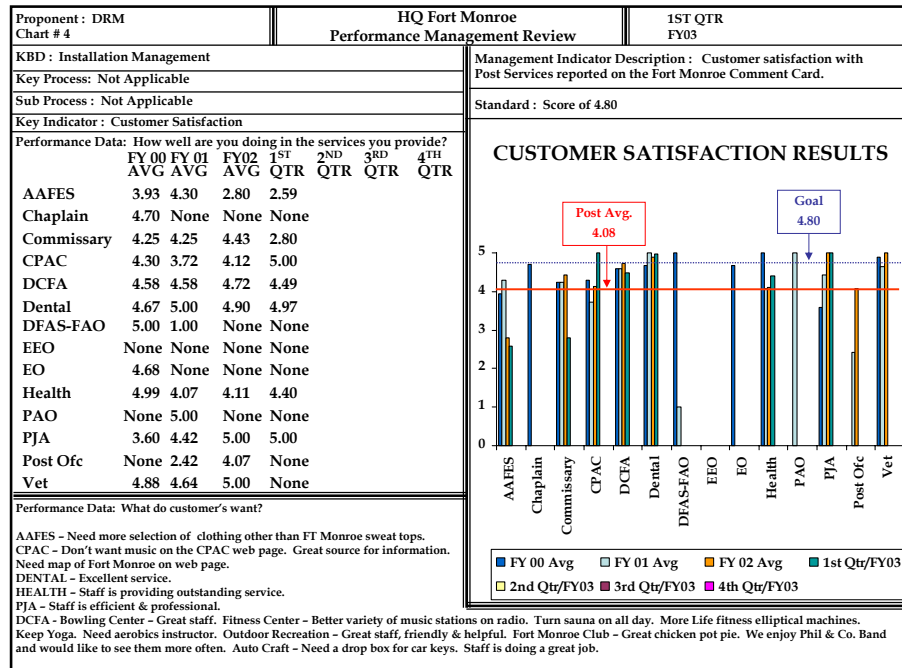 Proponent : DRM
Chart # 4
HQ Fort Monroe
Performance Management Review
1ST QTR
FY03
KBD : Installation Management
Key Process: Not Applicable
Sub Process : Not Applicable
Key Indicator : Customer Satisfaction
Management Indicator Description : Customer satisfaction with
Post Services reported on the Fort Monroe Comment Card.
Standard : Score of 4.80
Performance Data: How well are you doing in the services you provide?
FY 00 FY 01 FY02 1ST 2ND 3RD 4TH
AVG AVG AVG QTR QTR QTR QTR
AAFES 3.93 4.30 2.80 2.59
Chaplain 4.70 None None None
Commissary 4.25 4.25 4.43 2.80
CPAC 4.30 3.72 4.12 5.00
DCFA 4.58 4.58 4.72 4.49
Dental 4.67 5.00 4.90 4.97
DFAS-FAO 5.00 1.00 None None
EEO None None None None
EO 4.68 None None None
Health 4.99 4.07 4.11 4.40
PAO None 5.00 None None
PJA 3.60 4.42 5.00 5.00
Post Ofc None 2.42 4.07 None
Vet 4.88 4.64 5.00 None
CUSTOMER SATISFACTION RESULTS
Post Avg.
4.08
Goal
4.80
5
4
3
2
1
0
AAFES
Chaplain
Commissary
CPAC
DCFA
Dental
DFAS-FAO
EEO
EO
Health
PAO
PJA
Post Ofc
Vet
FY 00 Avg FY 01 Avg FY 02 Avg 1st Qtr/FY03
2nd Qtr/FY03 3rd Qtr/FY03 4th Qtr/FY03
Performance Data: What do customer's want?
AAFES – Need more selection of clothing other than FT Monroe sweat tops.
CPAC – Don't want music on the CPAC web page. Great source for information.
Need map of Fort Monroe on web page.
DENTAL – Excellent service.
HEALTH – Staff is providing outstanding service.
PJA – Staff is efficient & professional.
DCFA - Bowling Center – Great staff. Fitness Center – Better variety of music stations on radio. Turn sauna on all day. More Life fitness elliptical machines.
Keep Yoga. Need aerobics instructor. Outdoor Recreation – Great staff, friendly & helpful. Fort Monroe Club – Great chicken pot pie. We enjoy Phil & Co. Band
and would like to see them more often. Auto Craft – Need a drop box for car keys. Staff is doing a great job.